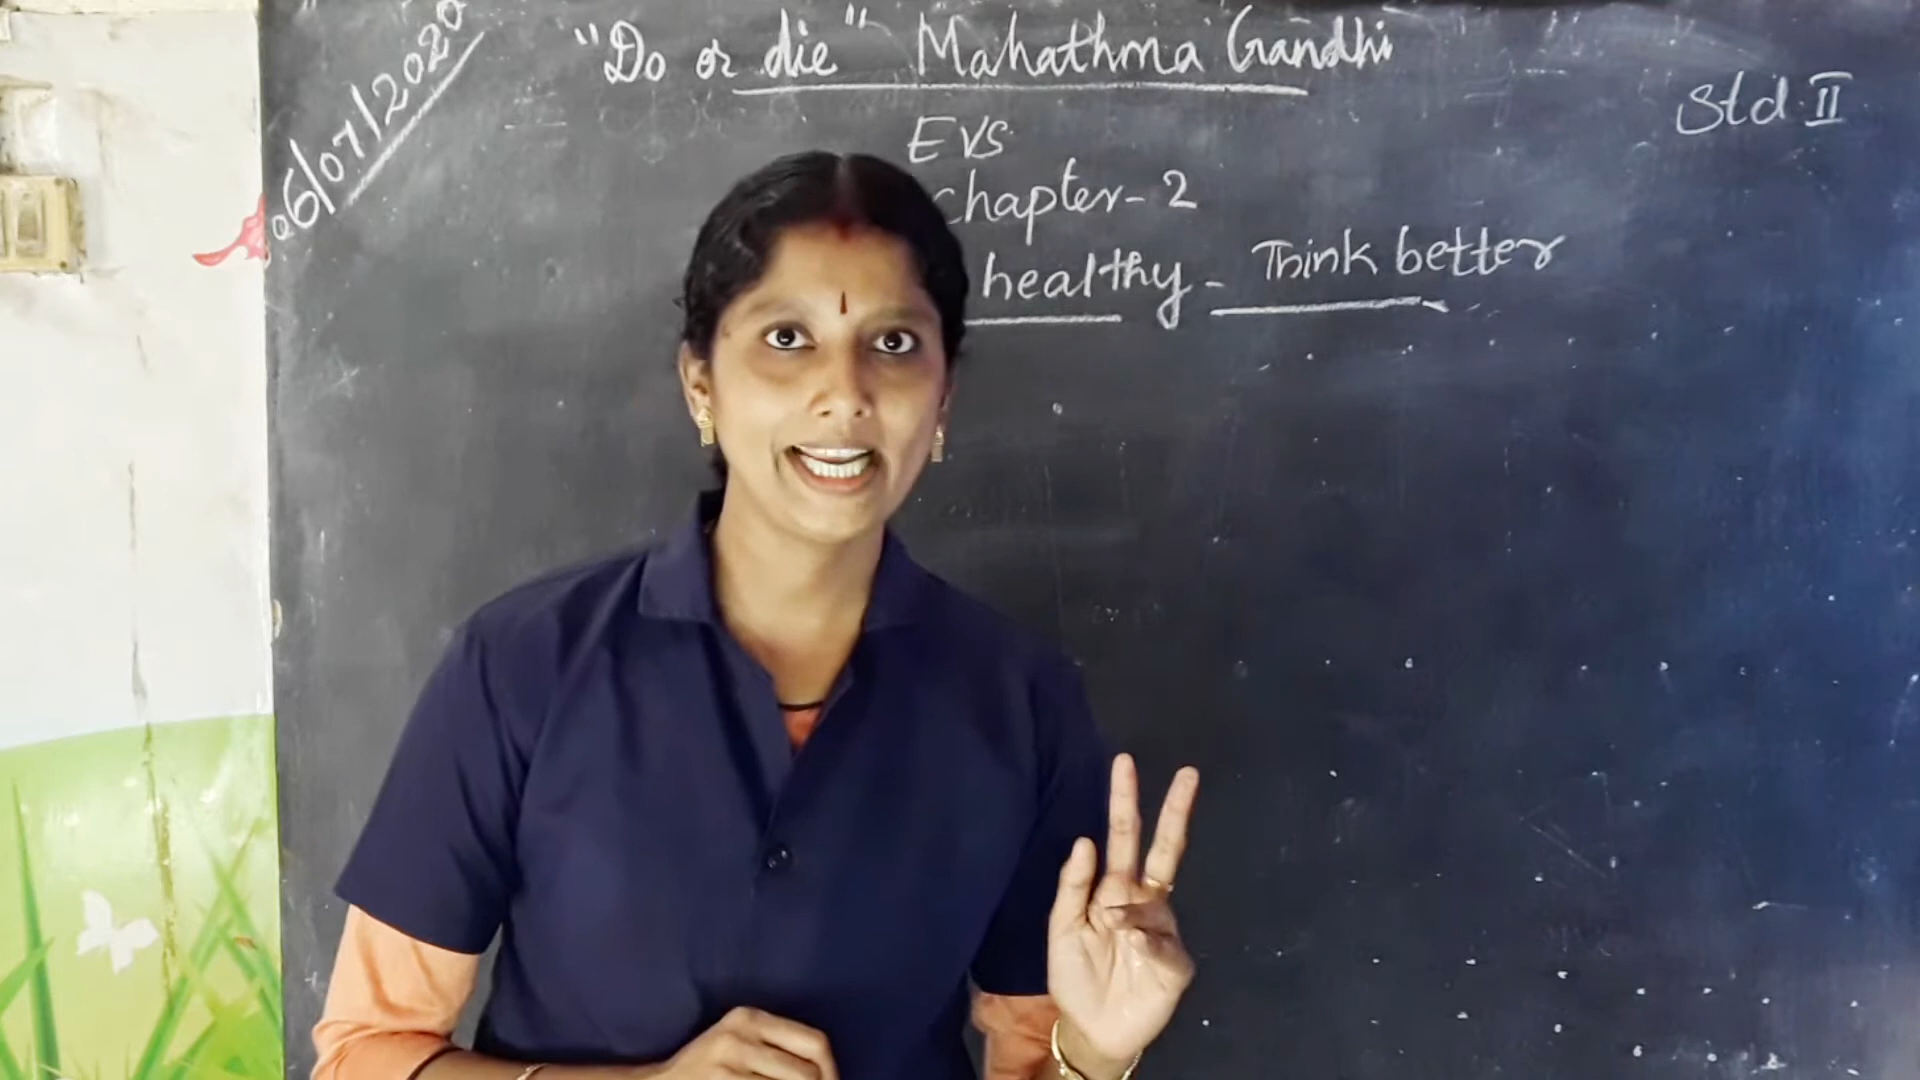 06/07/2020
"Do or die" Mahathma Gandhi
Std II
EVS
chapter-2
healthy - Think better